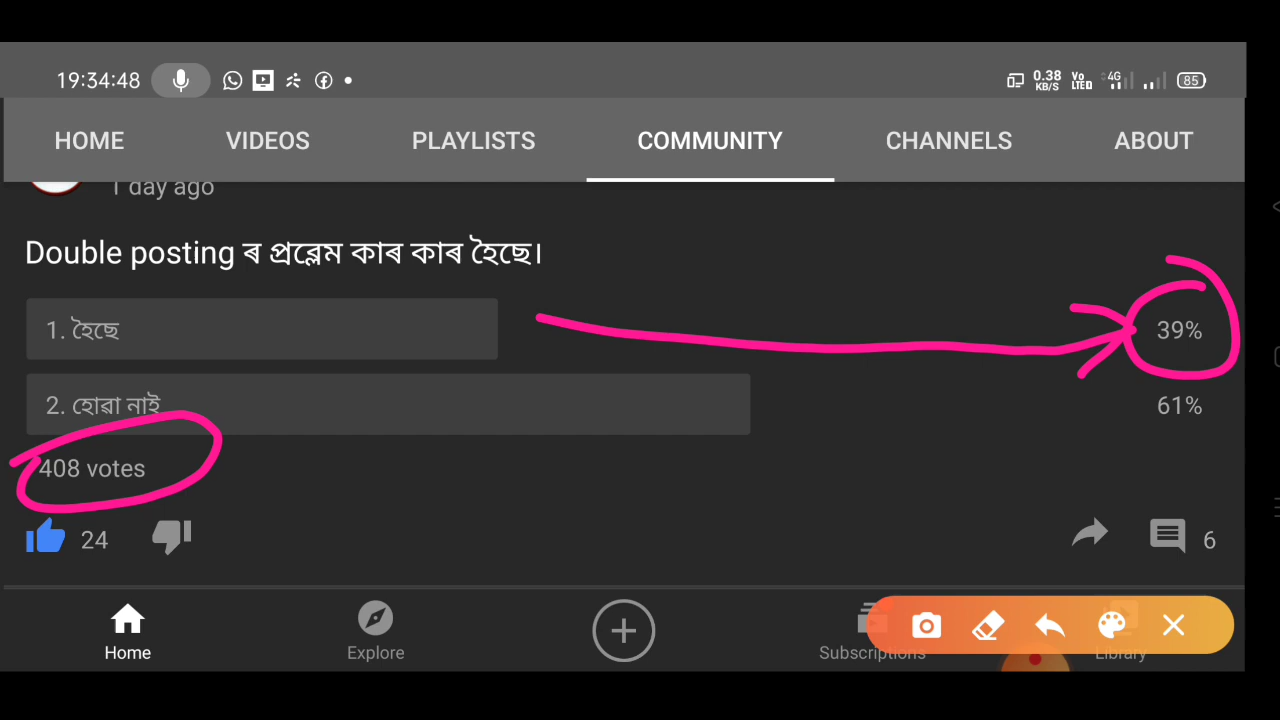 19:34:48 0.38 KB/S Vo LTE 4G 85
HOME VIDEOS PLAYLISTS COMMUNITY CHANNELS ABOUT
1 day ago
Double posting ৰ প্ৰব্লেম কাৰ কাৰ হৈছে।
1. হৈছে 39%
2. হোৱা নাই 61%
408 votes
24 6
Home Explore Subscriptions Library